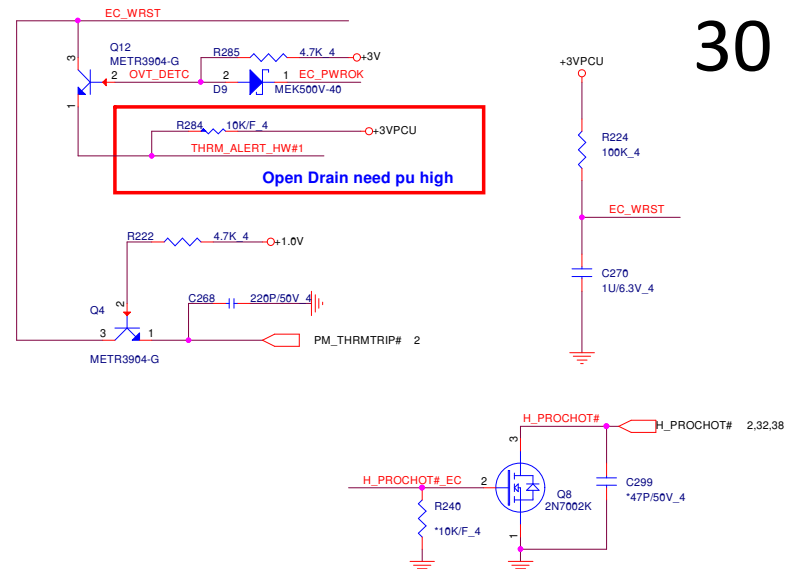 EC_WRST
30
3
Q12
METR3904-G
2
OVT_DETC
1
R285
4.7K_4
+3V
2
D9
1
EC_PWROK
MEK500V-40
R284
10K/F_4
+3VPCU
THRM_ALERT_HW#1
Open Drain need pu high
+3VPCU
R224
100K_4
EC_WRST
C270
1U/6.3V_4
R222
4.7K_4
+1.0V
Q4
2
3
1
METR3904-G
C268
220P/50V_4
PM_THRMTRIP# 2
H_PROCHOT#
H_PROCHOT# 2,32,38
3
H_PROCHOT#_EC
2
Q8
2N7002K
1
R240
*10K/F_4
C299
*47P/50V_4